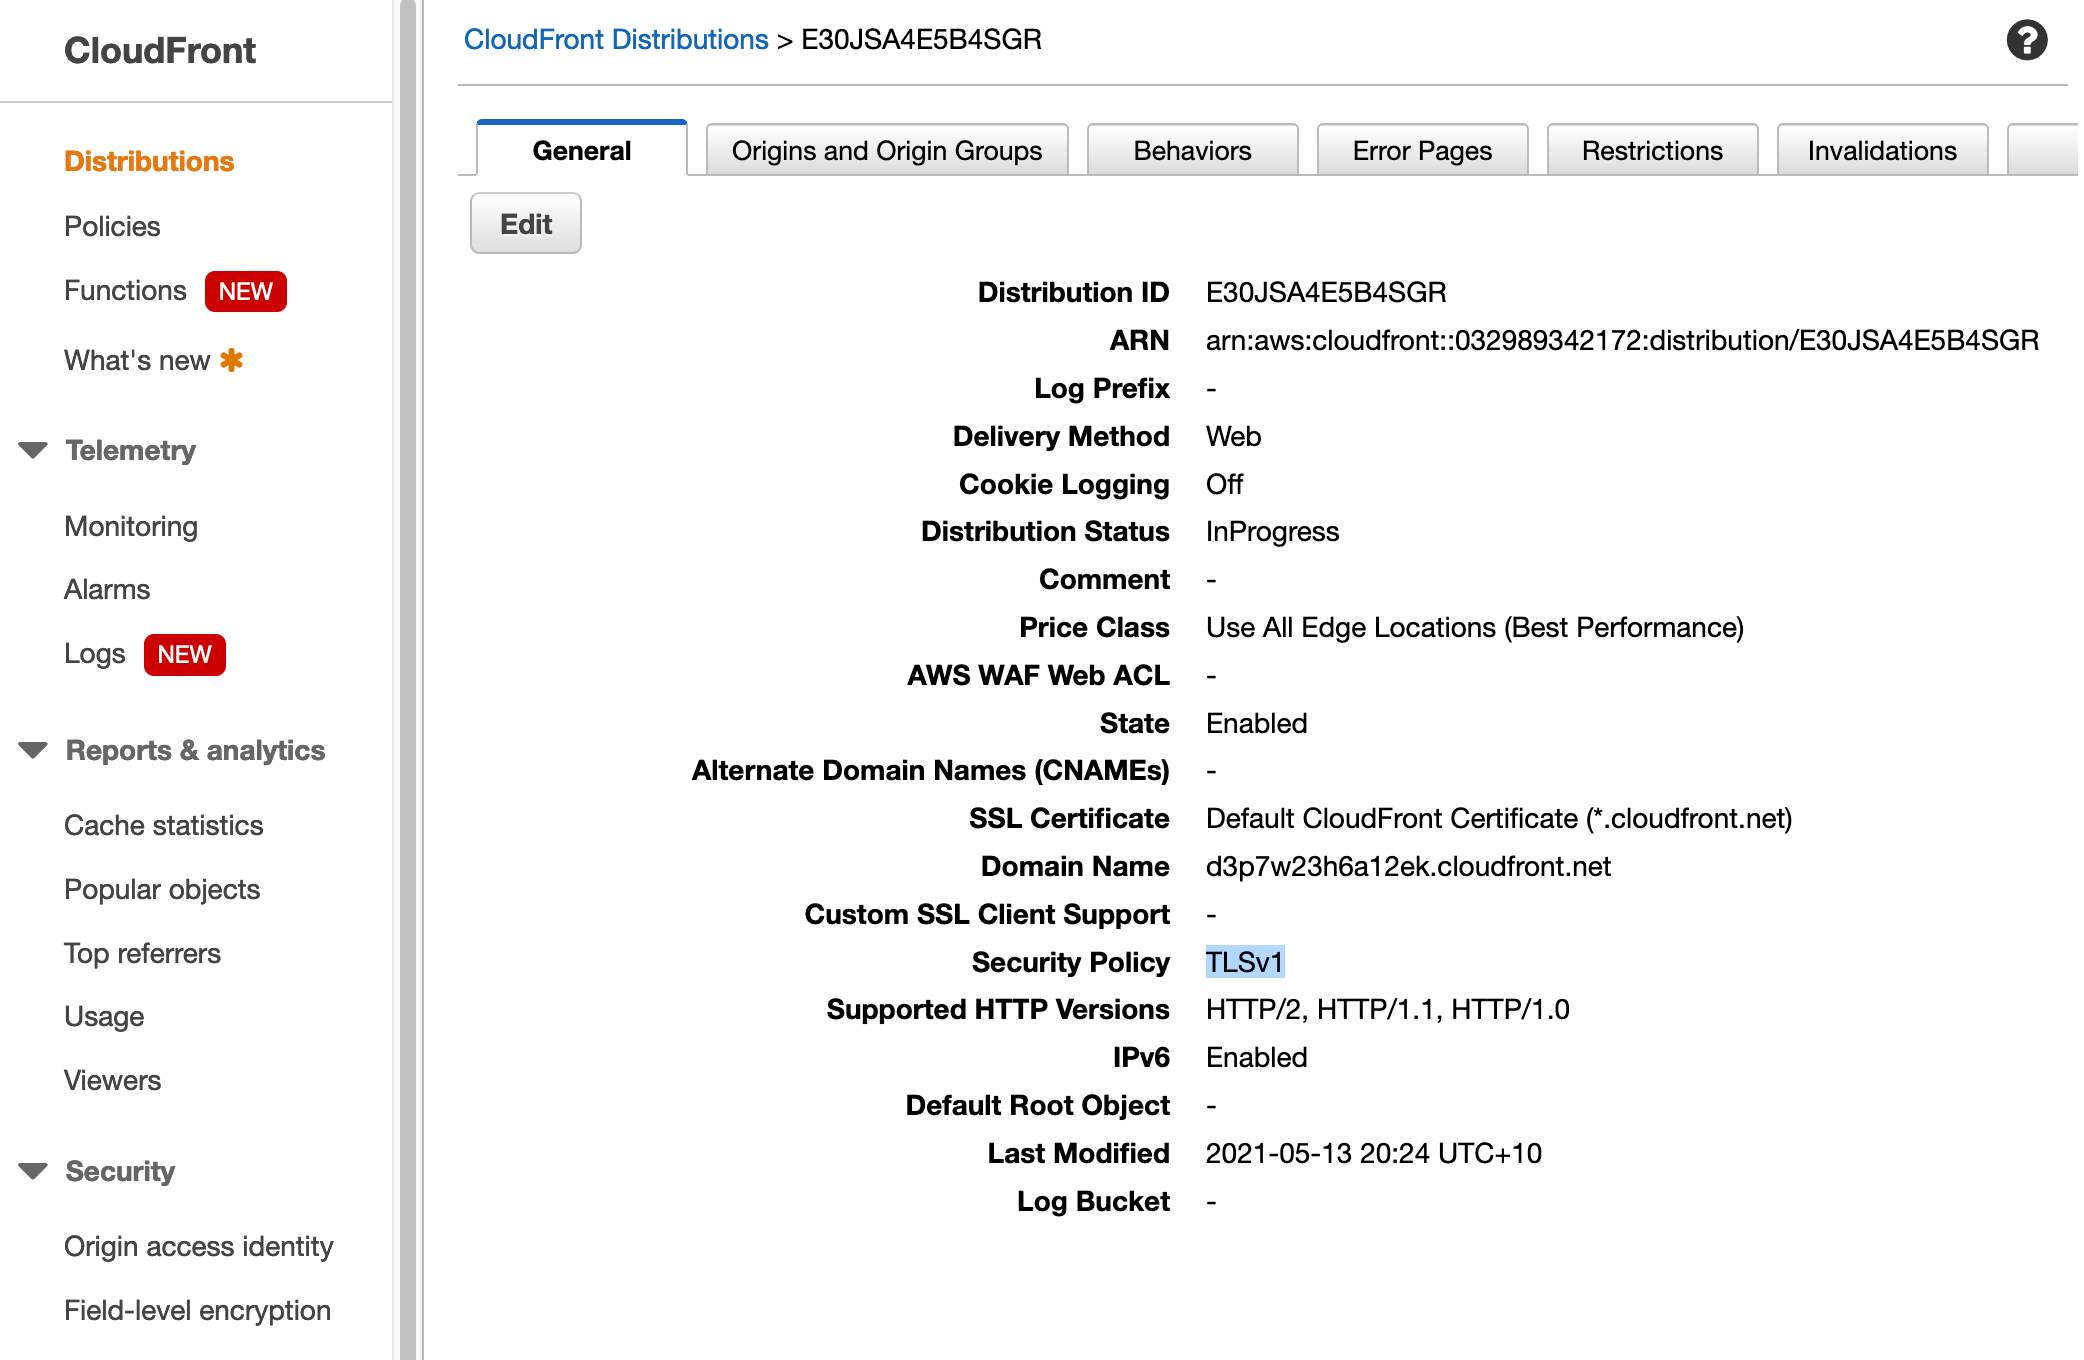 CloudFront
Distributions
Policies
Functions NEW
What's new
Telemetry
Monitoring
Alarms
Logs NEW
Reports & analytics
Cache statistics
Popular objects
Top referrers
Usage
Viewers
Security
Origin access identity
Field-level encryption
CloudFront Distributions > E30JSA4E5B4SGR
?
General Origins and Origin Groups Behaviors Error Pages Restrictions Invalidations
Edit
Distribution ID E30JSA4E5B4SGR
ARN arn:aws:cloudfront::032989342172:distribution/E30JSA4E5B4SGR
Log Prefix -
Delivery Method Web
Cookie Logging Off
Distribution Status InProgress
Comment -
Price Class Use All Edge Locations (Best Performance)
AWS WAF Web ACL -
State Enabled
Alternate Domain Names (CNAMEs) -
SSL Certificate Default CloudFront Certificate (*.cloudfront.net)
Domain Name d3p7w23h6a12ek.cloudfront.net
Custom SSL Client Support -
Security Policy TLSv1
Supported HTTP Versions HTTP/2, HTTP/1.1, HTTP/1.0
IPv6 Enabled
Default Root Object -
Last Modified 2021-05-13 20:24 UTC+10
Log Bucket -